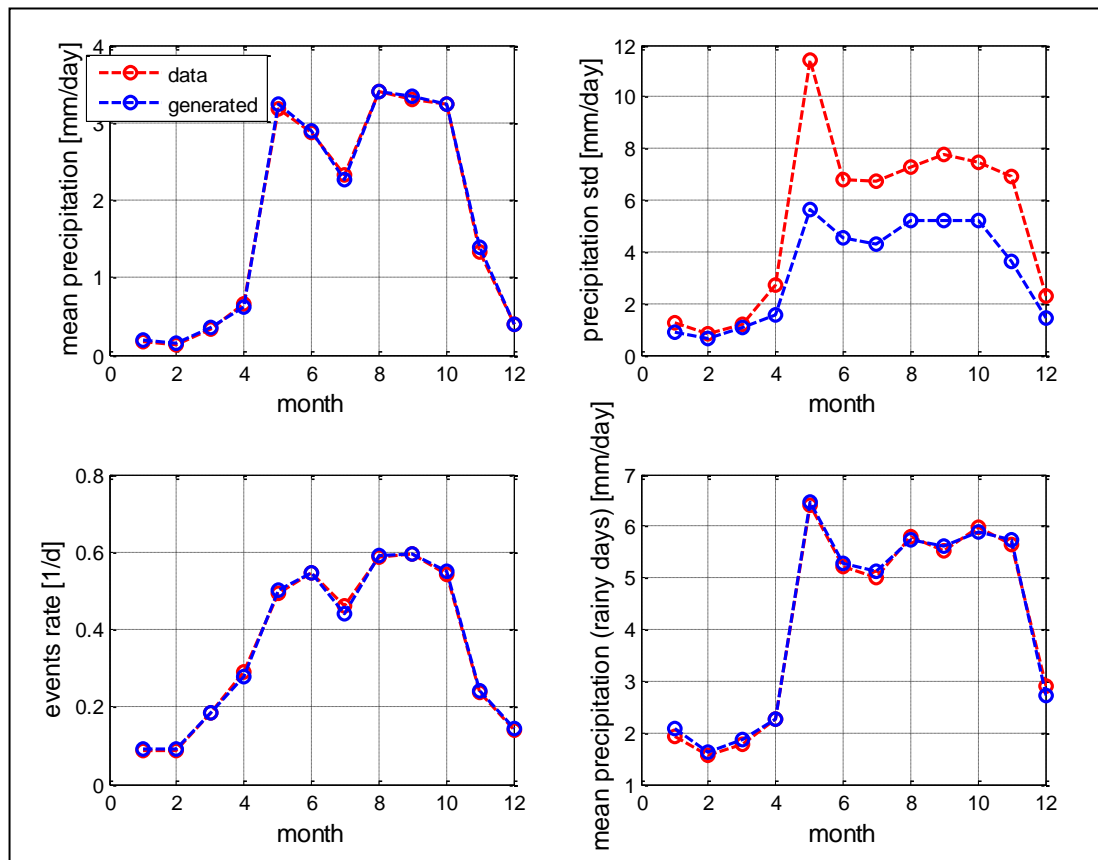 mean precipitation [mm/day]
4
3
2
1
0
data
generated
0 2 4 6 8 10 12
month
precipitation std [mm/day]
12
10
8
6
4
2
0
0 2 4 6 8 10 12
month
events rate [1/d]
0.8
0.6
0.4
0.2
0
0 2 4 6 8 10 12
month
mean precipitation (rainy days) [mm/day]
7
6
5
4
3
2
1
0 2 4 6 8 10 12
month